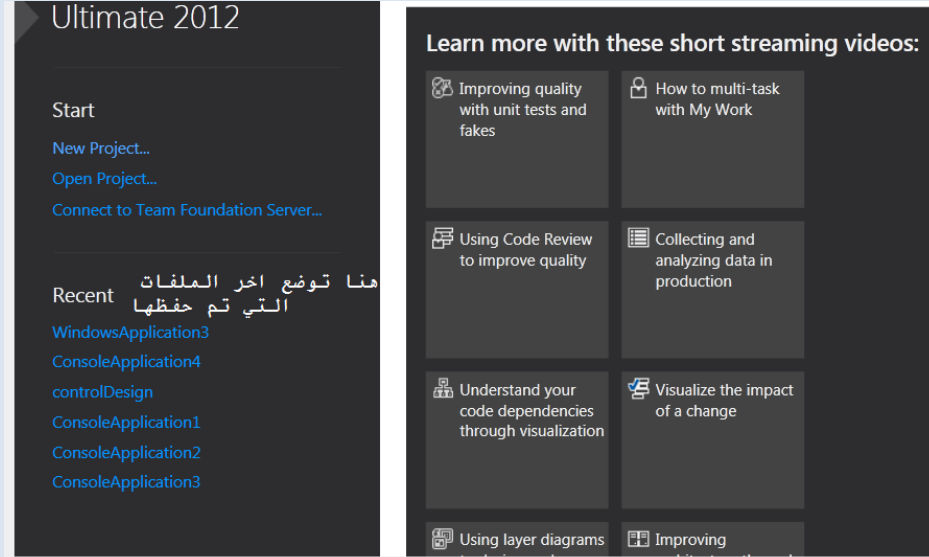 Ultimate 2012
Start
New Project...
Open Project...
Connect to Team Foundation Server...
Recent
هنا توضع اخر الملفات
التي تم حفظها
WindowsApplication3
ConsoleApplication4
controlDesign
ConsoleApplication1
ConsoleApplication2
ConsoleApplication3
Learn more with these short streaming videos:
Improving quality
with unit tests and
fakes
How to multi-task
with My Work
Using Code Review
to improve quality
Collecting and
analyzing data in
production
Understand your
code dependencies
through visualization
Visualize the impact
of a change
Using layer diagrams
Improving